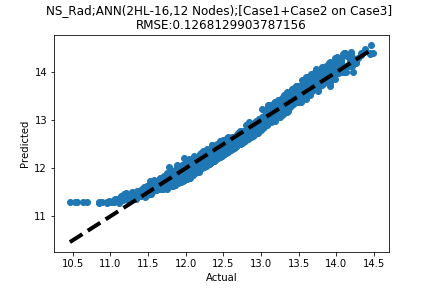 NS_Rad;ANN(2HL-16,12 Nodes);[Case1+Case2 on Case3]
RMSE:0.1268129903787156
14
13
12
11
Predicted
10.5 11.0 11.5 12.0 12.5 13.0 13.5 14.0 14.5
Actual